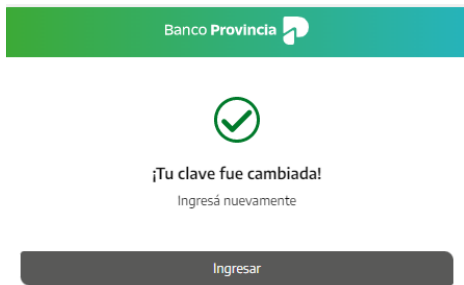 Banco Provincia
¡Tu clave fue cambiada!
Ingresá nuevamente
Ingresar